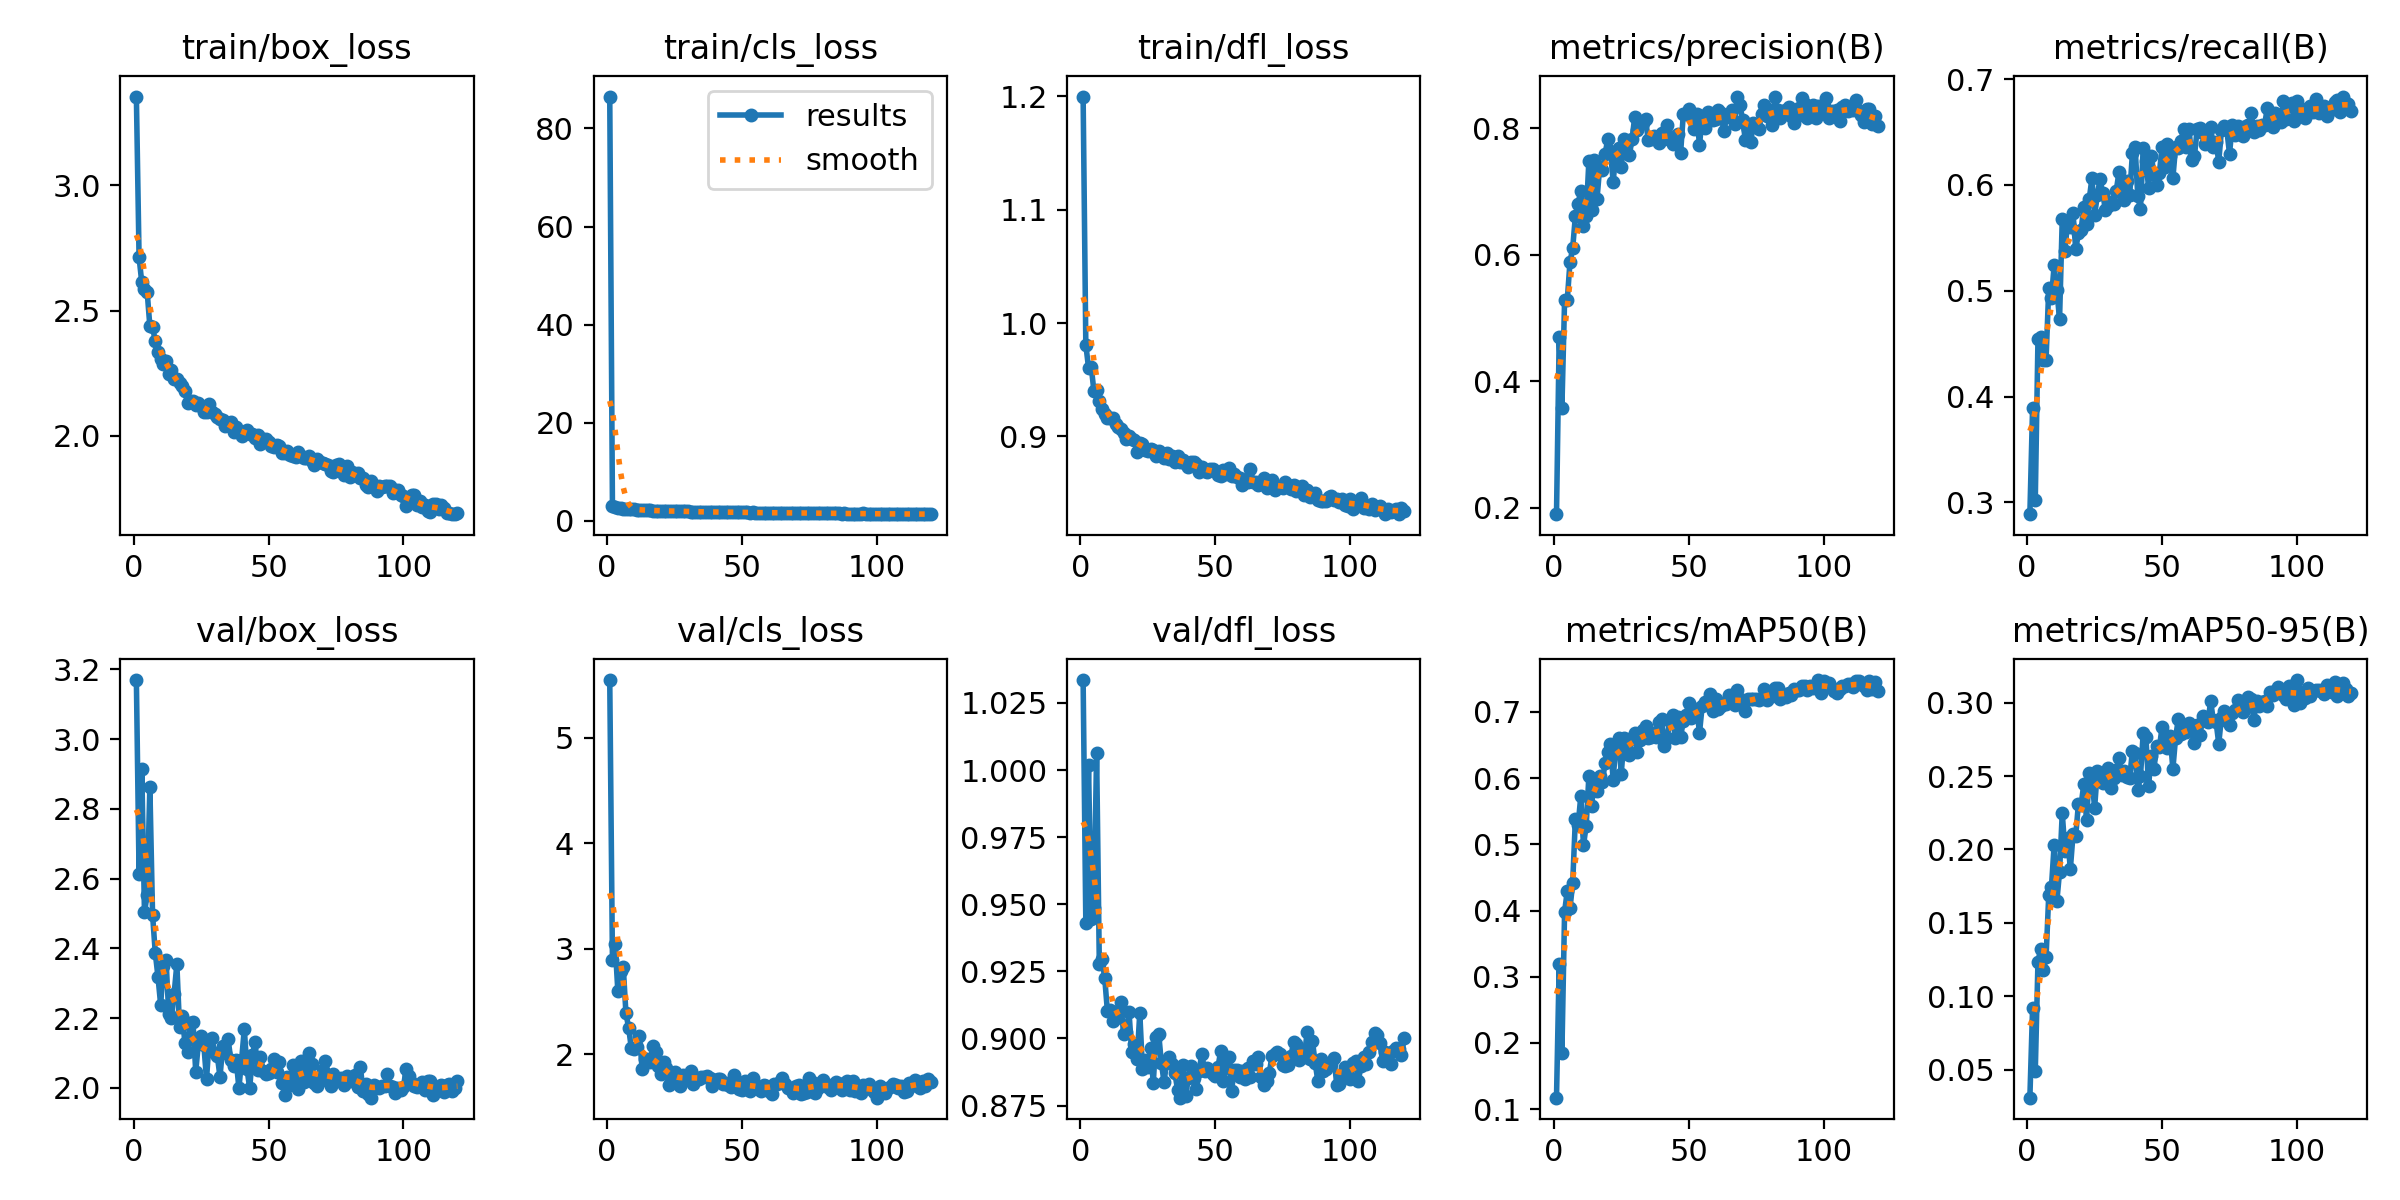 train/box_loss
train/cls_loss
train/dfl_loss
metrics/precision(B)
metrics/recall(B)
3.0
2.5
2.0
0 50 100
results
smooth
80
60
40
20
0
0 50 100
1.2
1.1
1.0
0.9
0 50 100
0.8
0.6
0.4
0.2
0 50 100
0.7
0.6
0.5
0.4
0.3
0 50 100
val/box_loss
val/cls_loss
val/dfl_loss
metrics/mAP50(B)
metrics/mAP50-95(B)
3.2
3.0
2.8
2.6
2.4
2.2
2.0
0 50 100
5
4
3
2
0 50 100
1.025
1.000
0.975
0.950
0.925
0.900
0.875
0 50 100
0.7
0.6
0.5
0.4
0.3
0.2
0.1
0 50 100
0.30
0.25
0.20
0.15
0.10
0.05
0 50 100